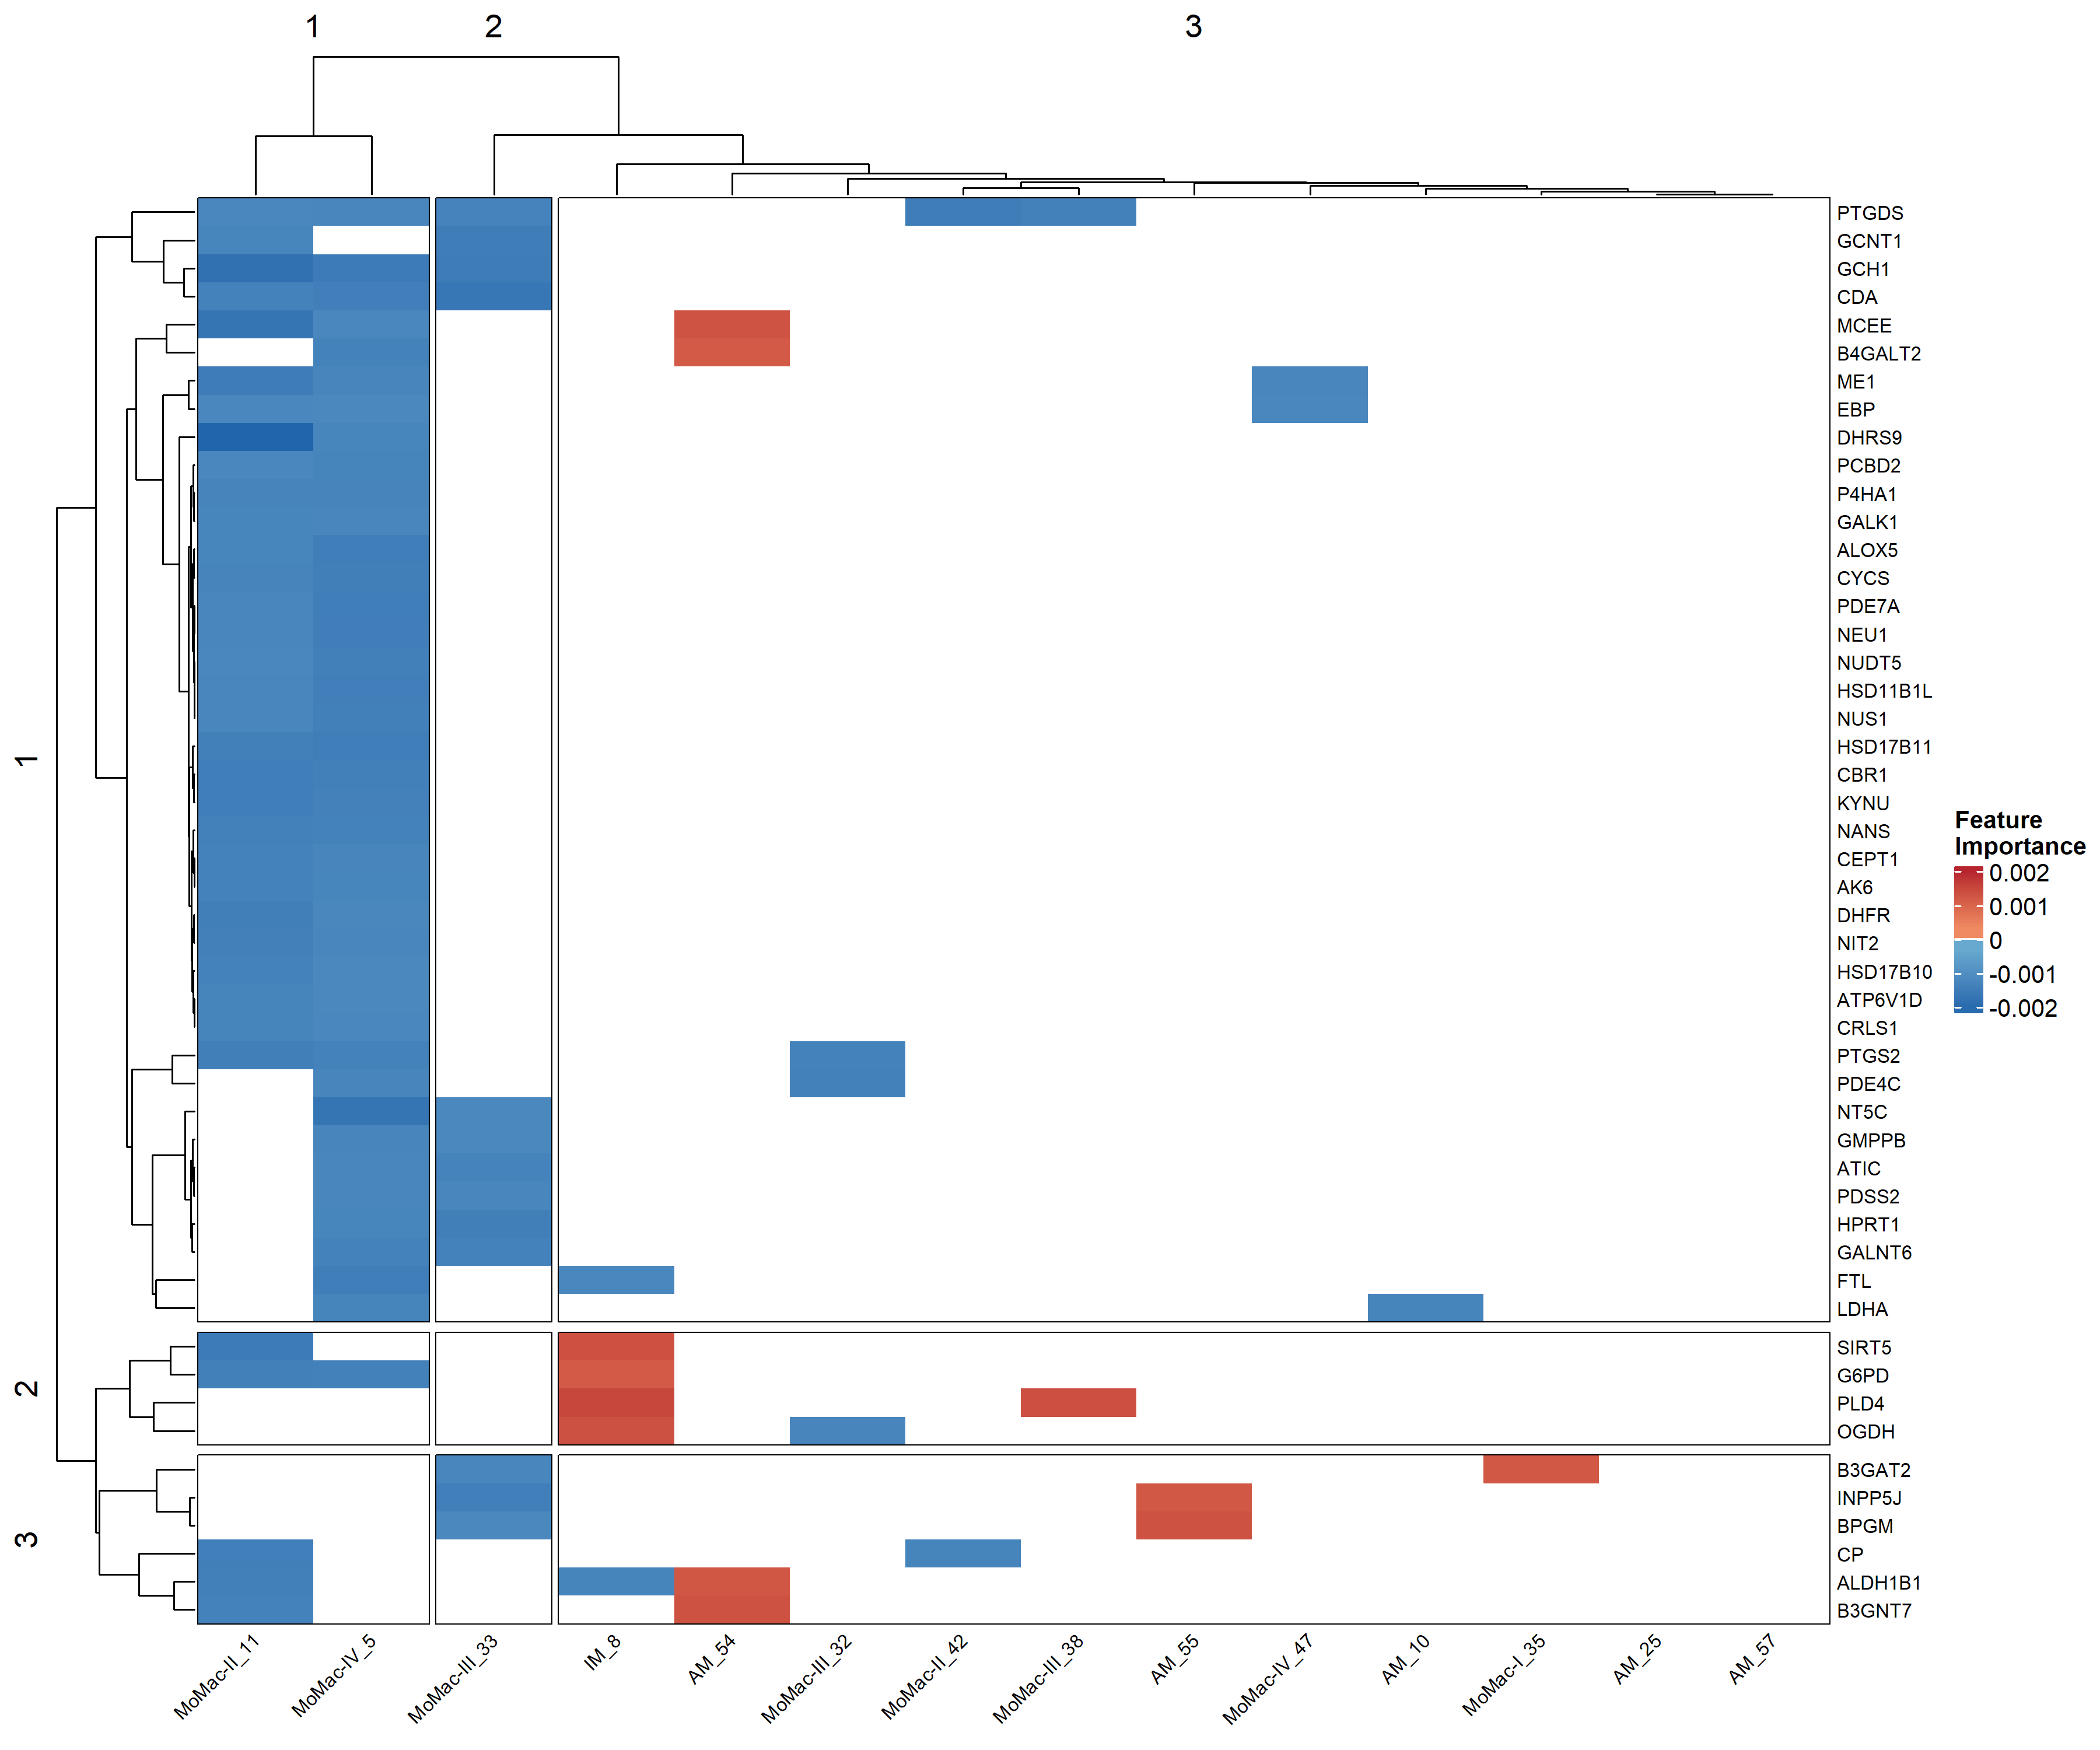 1
2
3
PTGDS
GCNT1
GCH1
CDA
MCEE
B4GALT2
ME1
EBP
DHRS9
PCBD2
P4HA1
GALK1
ALOX5
CYCS
PDE7A
NEU1
NUDT5
HSD11B1L
NUS1
HSD17B11
CBR1
KYNU
NANS
CEPT1
AK6
DHFR
NIT2
HSD17B10
ATP6V1D
CRLS1
PTGS2
PDE4C
NT5C
GMPPB
ATIC
PDSS2
HPRT1
GALNT6
FTL
LDHA
SIRT5
G6PD
PLD4
OGDH
B3GAT2
INPP5J
BPGM
CP
ALDH1B1
B3GNT7
1
2
3
MoMac-II_11
MoMac-IV_5
MoMac-III_33
IM_8
AM_54
MoMac-III_32
MoMac-II_42
MoMac-III_38
AM_55
MoMac-IV_47
AM_10
MoMac-I_35
AM_25
AM_57
Feature
Importance
0.002
0.001
0
-0.001
-0.002